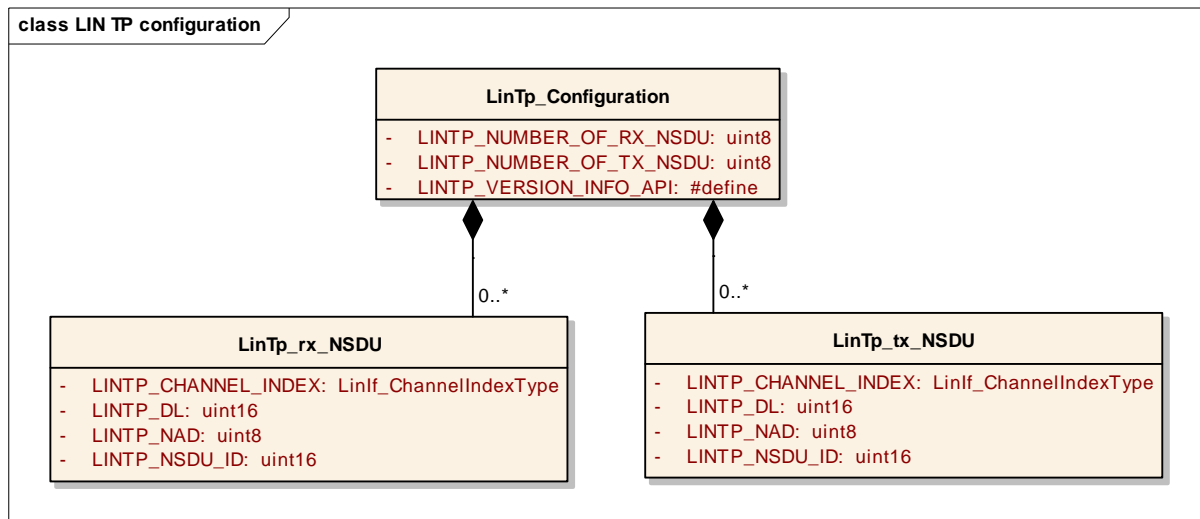 class LIN TP configuration
LinTp_Configuration
- LINTP_NUMBER_OF_RX_NSDU: uint8
- LINTP_NUMBER_OF_TX_NSDU: uint8
- LINTP_VERSION_INFO_API: #define
0..*
0..*
LinTp_rx_NSDU
- LINTP_CHANNEL_INDEX: LinIf_ChannelIndexType
- LINTP_DL: uint16
- LINTP_NAD: uint8
- LINTP_NSDU_ID: uint16
LinTp_tx_NSDU
- LINTP_CHANNEL_INDEX: LinIf_ChannelIndexType
- LINTP_DL: uint16
- LINTP_NAD: uint8
- LINTP_NSDU_ID: uint16